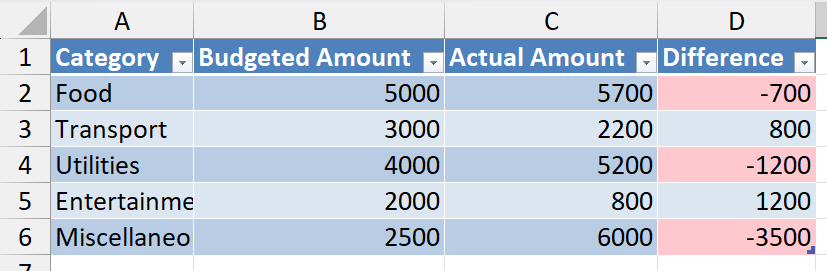 A B C D
1 Category Budgeted Amount Actual Amount Difference
2 Food 5000 5700 -700
3 Transport 3000 2200 800
4 Utilities 4000 5200 -1200
5 Entertainme 2000 800 1200
6 Miscellaneo 2500 6000 -3500